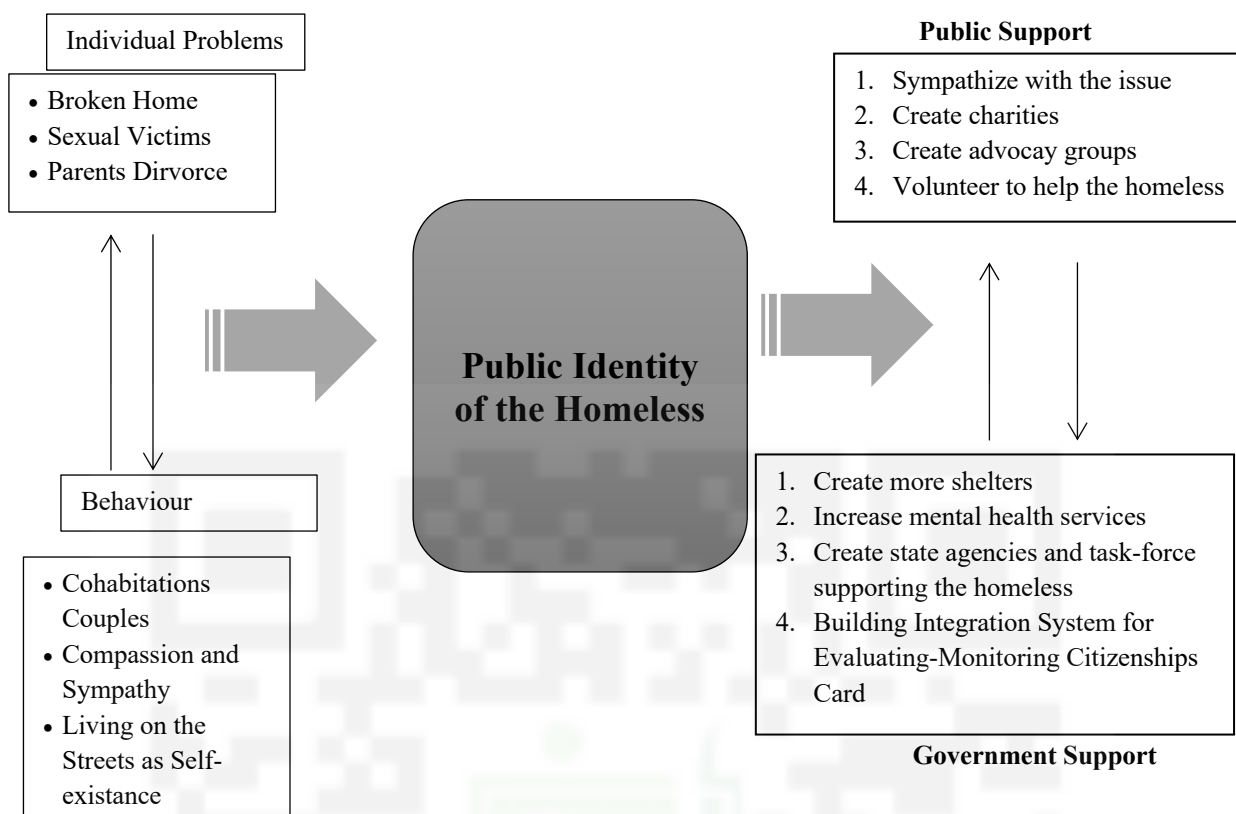 Individual Problems
• Broken Home
• Sexual Victims
• Parents Dirvorce
Behaviour
• Cohabitations
Couples
• Compassion and
Sympathy
• Living on the
Streets as Self-
existance
Public Identity
of the Homeless
Public Support
1. Sympathize with the issue
2. Create charities
3. Create advocay groups
4. Volunteer to help the homeless
1. Create more shelters
2. Increase mental health services
3. Create state agencies and task-force
supporting the homeless
4. Building Integration System for
Evaluating-Monitoring Citizenships
Card
Government Support